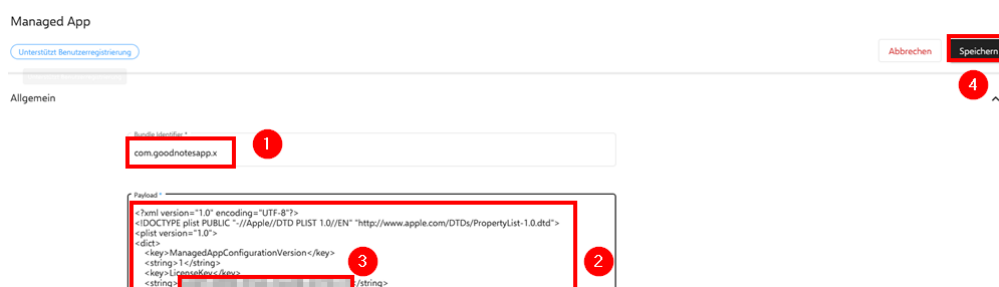 Managed App
Unterstützt Benutzerregistrierung
Abbrechen
Speichern
4
Allgemein
Bundle Identifier *
com.goodnotesapp.x
1
Payload *
<?xml version="1.0" encoding="UTF-8"?>
<!DOCTYPE plist PUBLIC "-//Apple//DTD PLIST 1.0//EN" "http://www.apple.com/DTDs/PropertyList-1.0.dtd">
<plist version="1.0">
<dict>
<key>ManagedAppConfigurationVersion</key>
<string>1</string>
<key>LicenseKey</key>
<string> </string>
3
2